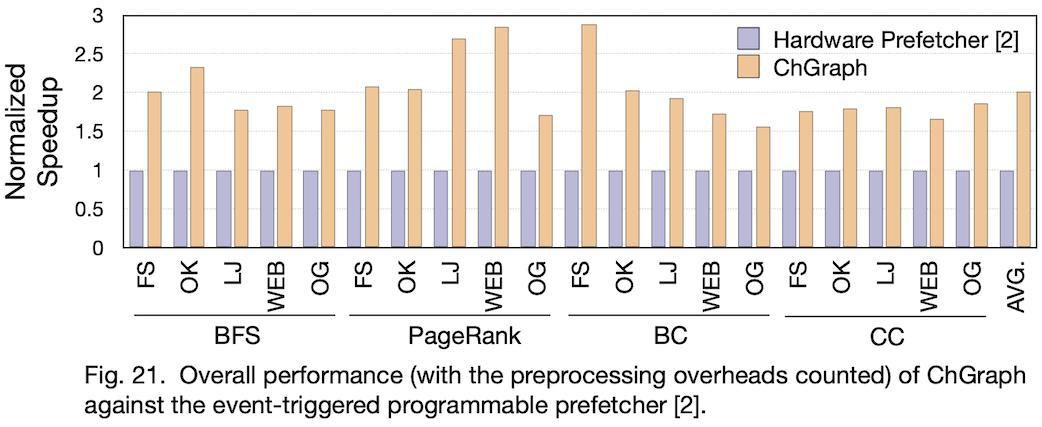 3
2.5
2
1.5
1
0.5
0
Normalized
Speedup
Hardware Prefetcher [2]
ChGraph
FS OK LJ WEB OG FS OK LJ WEB OG FS OK LJ WEB OG FS OK LJ WEB OG AVG.
BFS PageRank BC CC
Fig. 21. Overall performance (with the preprocessing overheads counted) of ChGraph
against the event-triggered programmable prefetcher [2].